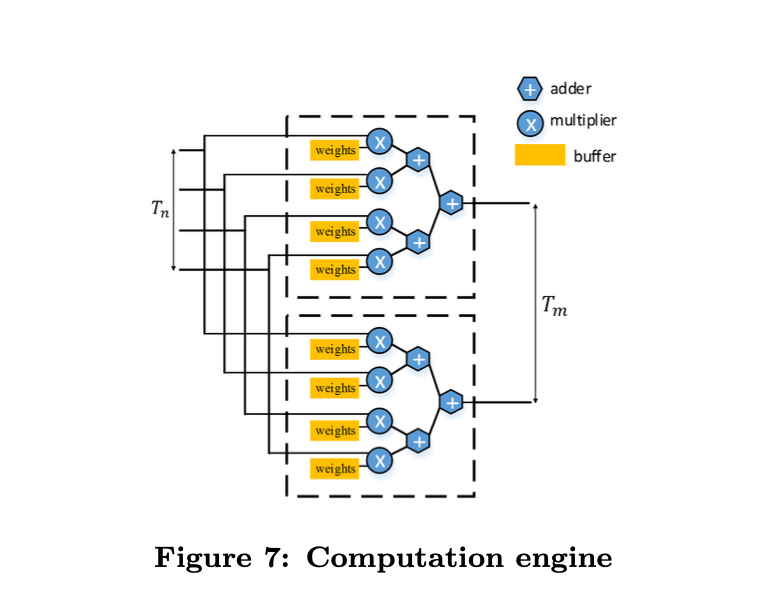 + adder
x multiplier
buffer
x
weights
+
weights x
+
T_n
weights x
+
weights x
T_m
x
weights
+
weights x
+
weights x
+
weights x
Figure 7: Computation engine